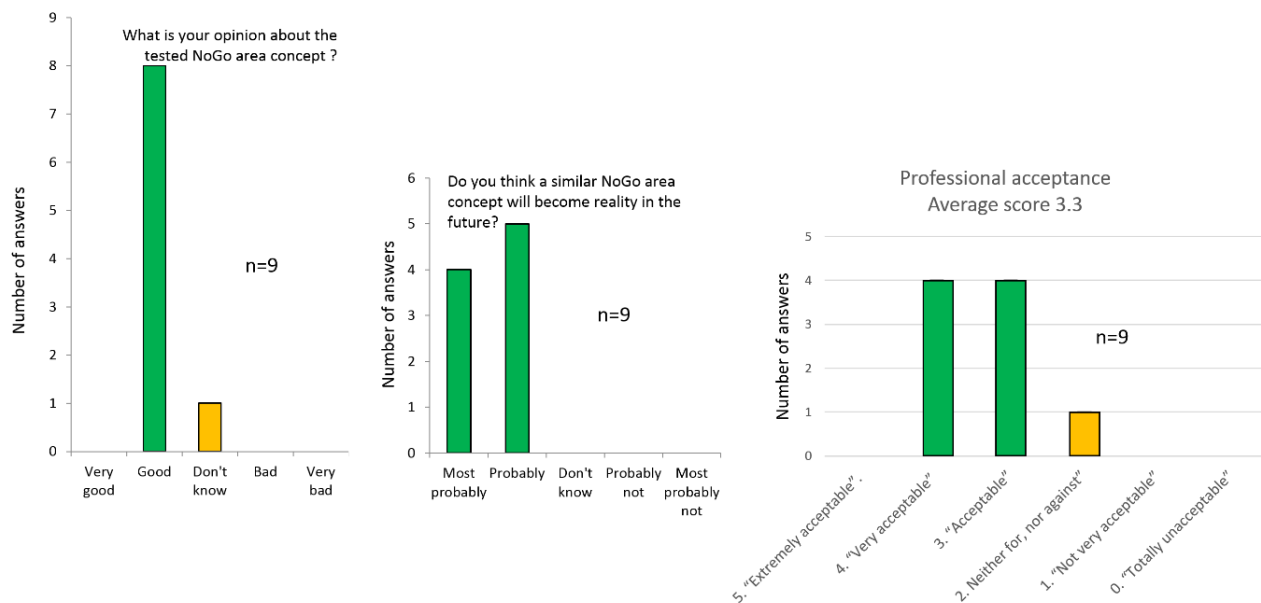 What is your opinion about the
tested NoGo area concept ?
Number of answers
9
8
7
6
5
4
3
2
1
0
n=9
Very
good
Good
Don't
know
Bad
Very
bad
Do you think a similar NoGo area
concept will become reality in the
future?
Number of answers
6
5
4
3
2
1
0
n=9
Most
probably
Probably
Don't
know
Probably
not
Most
probably
not
Professional acceptance
Average score 3.3
Number of answers
5
4
3
2
1
0
n=9
5. “Extremely acceptable”.
4. “Very acceptable”
3. “Acceptable”
2. Neither for, nor against”
1. “Not very acceptable”
0. “Totally unacceptable”